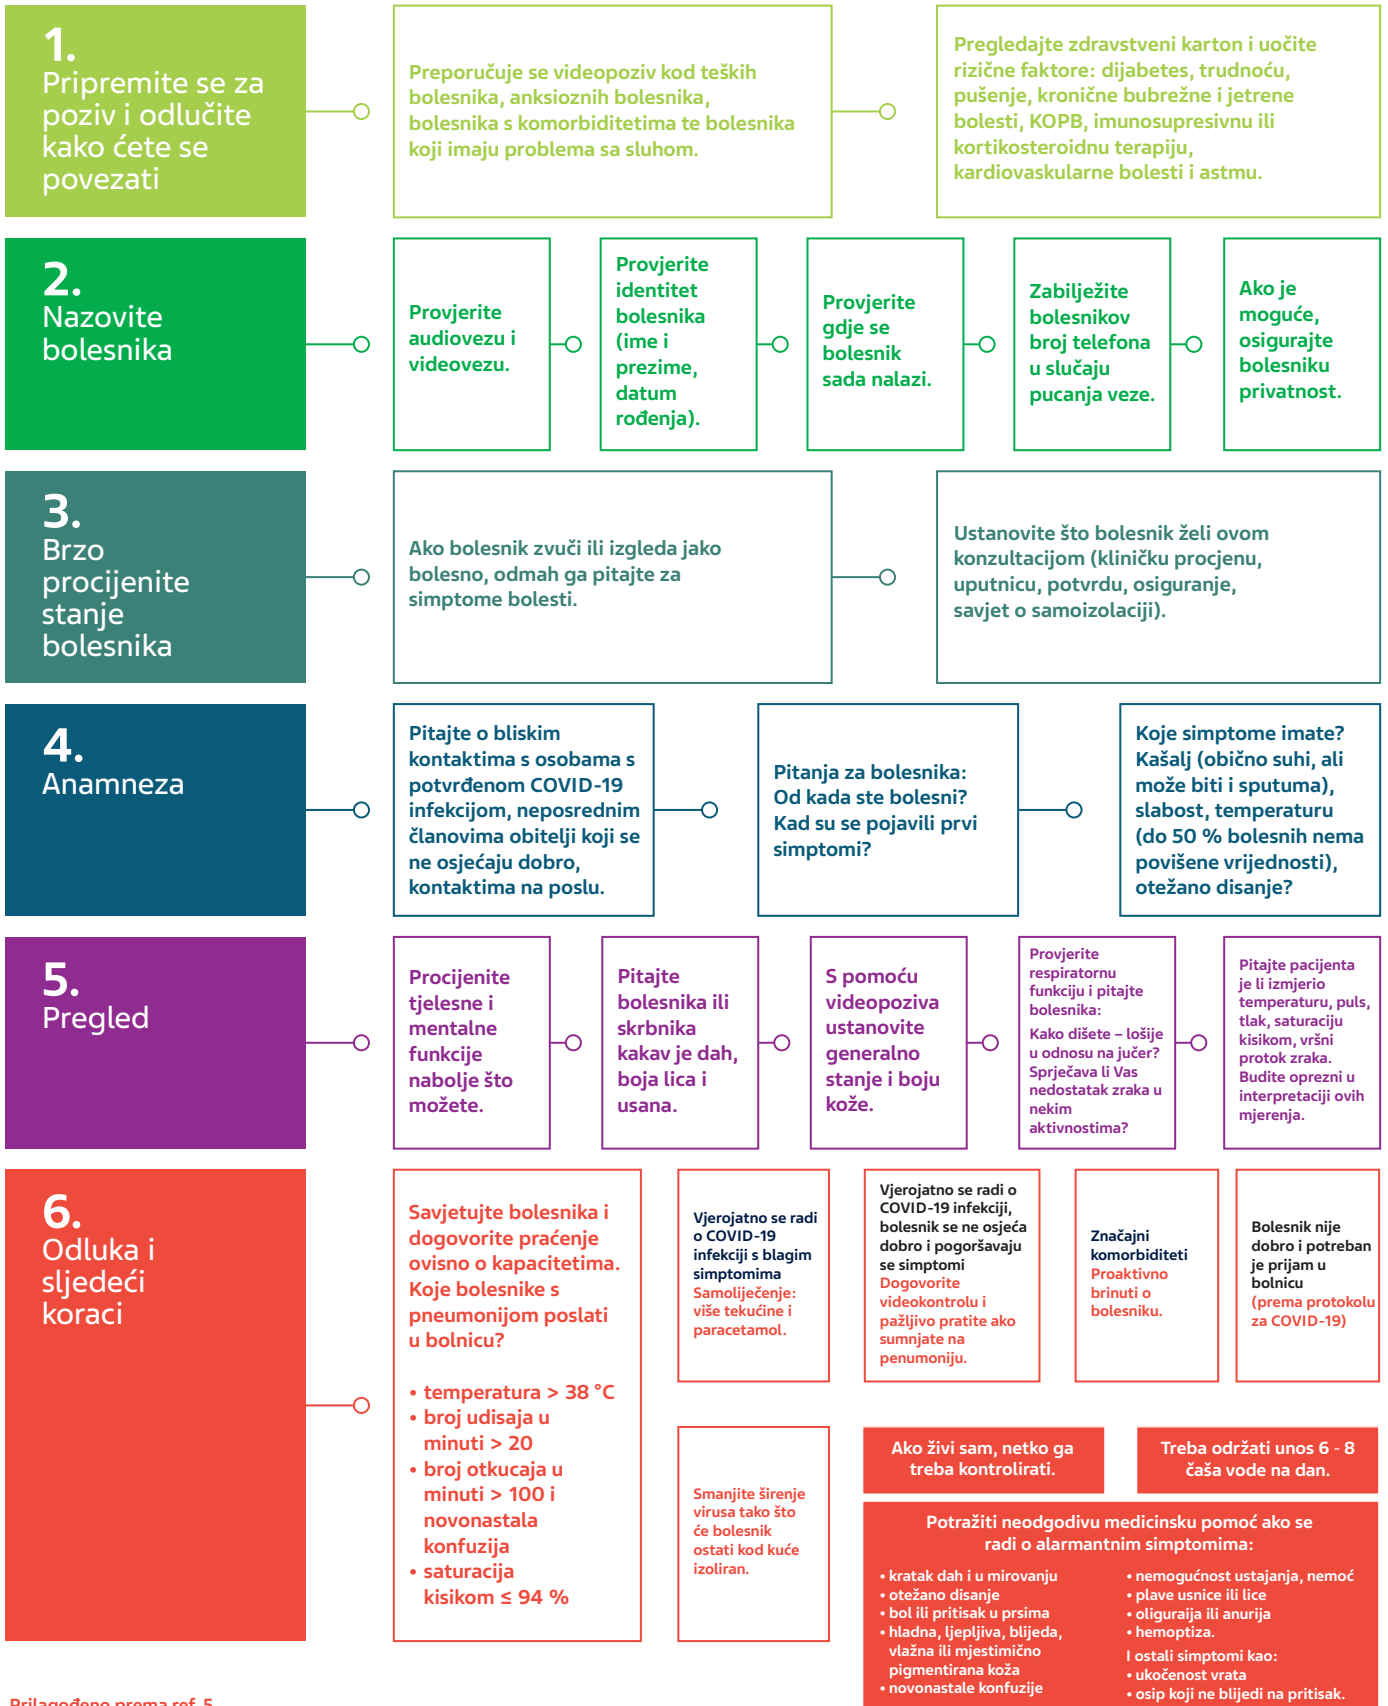 1.
Pripremite se za
poziv i odlučite
kako ćete se
povezati
Preporučuje se videopoziv kod teških
bolesnika, anksioznih bolesnika,
bolesnika s komorbiditetima te bolesnika
koji imaju problema sa sluhom.
Pregledajte zdravstveni karton i uočite
rizične faktore: dijabetes, trudnoću,
pušenje, kronične bubrežne i jetrene
bolesti, KOPB, imunosupresivnu ili
kortikosteroidnu terapiju,
kardiovaskularne bolesti i astmu.
2.
Nazovite
bolesnika
Provjerite
audiovezu i
videovezu.
Provjerite
identitet
bolesnika
(ime i
prezime,
datum
rođenja).
Provjerite
gdje se
bolesnik
sada nalazi.
Zabilježite
bolesnikov
broj telefona
u slučaju
pucanja veze.
Ako je
moguće,
osigurajte
bolesniku
privatnost.
3.
Brzo
procijenite
stanje
bolesnika
Ako bolesnik zvuči ili izgleda jako
bolesno, odmah ga pitajte za
simptome bolesti.
Ustanovite što bolesnik želi ovom
konzultacijom (kliničku procjenu,
uputnicu, potvrdu, osiguranje,
savjet o samoizolaciji).
4.
Anamneza
Pitajte o bliskim
kontaktima s osobama s
potvrđenom COVID-19
infekcijom, neposrednim
članovima obitelji koji se
ne osjećaju dobro,
kontaktima na poslu.
Pitanja za bolesnika:
Od kada ste bolesni?
Kad su se pojavili prvi
simptomi?
Koje simptome imate?
Kašalj (obično suhi, ali
može biti i sputuma),
slabost, temperaturu
(do 50 % bolesnih nema
povišene vrijednosti),
otežano disanje?
5.
Pregled
Procijenite
tjelesne i
mentalne
funkcije
nabolje što
možete.
Pitajte
bolesnika ili
skrbnika
kakav je dah,
boja lica i
usana.
S pomoću
videopoziva
ustanovite
generalno
stanje i boju
kože.
Provjerite
respiratornu
funkciju i pitajte
bolesnika:
Kako dišete – lošije
u odnosu na jučer?
Sprječava li Vas
nedostatak zraka u
nekim
aktivnostima?
Pitajte pacijenta
je li izmjerio
temperaturu, puls,
tlak, saturaciju
kisikom, vršni
protok zraka.
Budite oprezni u
interpretaciji ovih
mjerenja.
6.
Odluka i
sljedeći
koraci
Savjetujte bolesnika i
dogovorite praćenje
ovisno o kapacitetima.
Koje bolesnike s
pneumonijom poslati
u bolnicu?
• temperatura > 38 °C
• broj udisaja u
minuti > 20
• broj otkucaja u
minuti > 100 i
novonastala
konfuzija
• saturacija
kisikom ≤ 94 %
Vjerojatno se radi
o COVID-19
infekciji s blagim
simptomima
Samoliječenje:
više tekućine i
paracetamol.
Vjerojatno se radi o
COVID-19 infekciji,
bolesnik se ne osjeća
dobro i pogoršavaju
se simptomi
Dogovorite
videokontrolu i
pažljivo pratite ako
sumnjate na
penumoniju.
Značajni
komorbiditeti
Proaktivno
brinuti o
bolesniku.
Bolesnik nije
dobro i potreban
je prijam u
bolnicu
(prema protokolu
za COVID-19)
Smanjite širenje
virusa tako što
će bolesnik
ostati kod kuće
izoliran.
Ako živi sam, netko ga
treba kontrolirati.
Treba održati unos 6 - 8
čaša vode na dan.
Potražiti neodgodivu medicinsku pomoć ako se
radi o alarmantnim simptomima:
• kratak dah i u mirovanju
• otežano disanje
• bol ili pritisak u prsima
• hladna, ljepljiva, blijeda,
vlažna ili mjestimično
pigmentirana koža
• novonastale konfuzije
• nemogućnost ustajanja, nemoć
• plave usnice ili lice
• oliguraija ili anurija
• hemoptiza.
I ostali simptomi kao:
• ukočenost vrata
• osip koji ne blijedi na pritisak.
Prilagođeno prema ref. 5